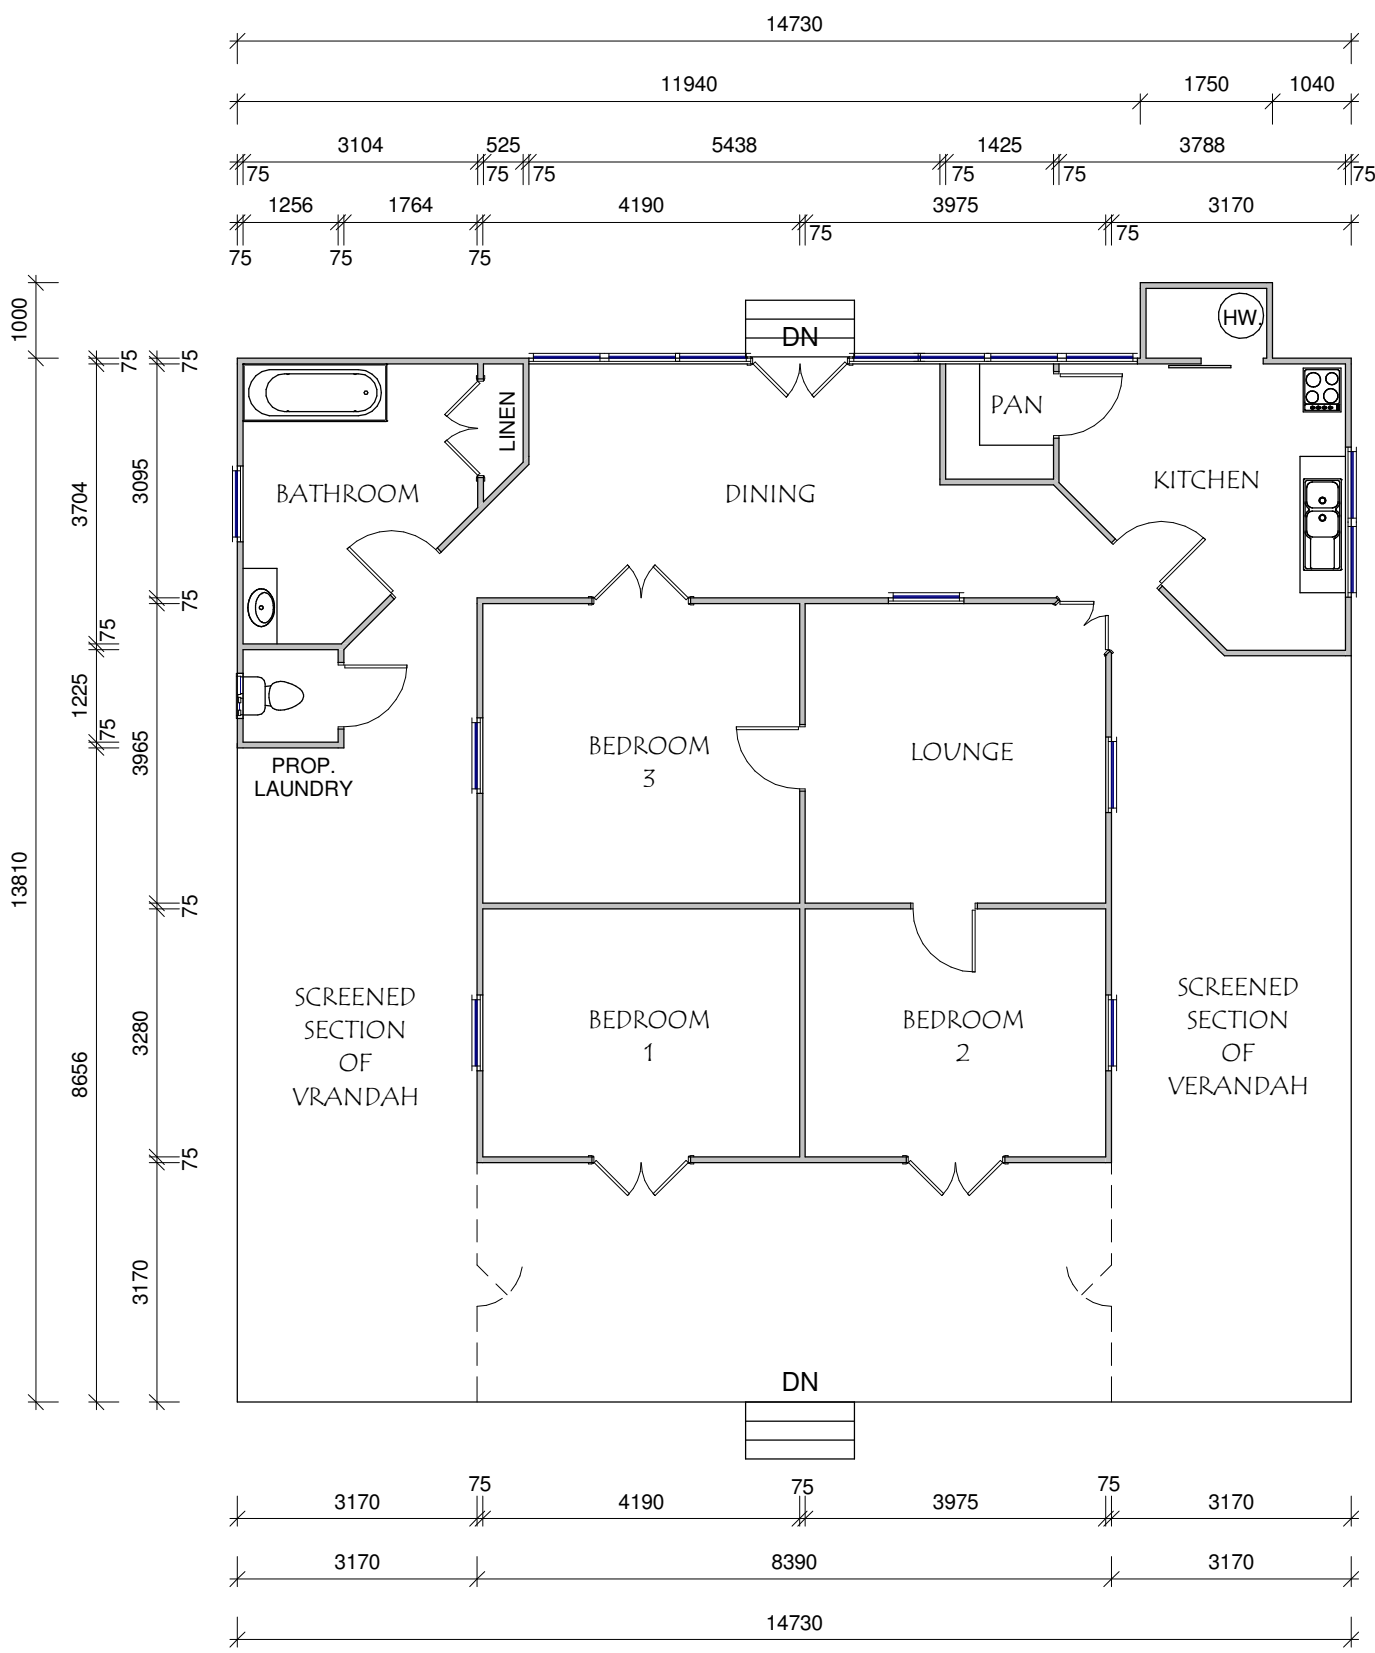 14730
11940 1750 1040
3104 525 5438 1425 3788
75 75 75 75 75 75
1256 1764 4190 3975 3170
75 75
75 75 75
1000
HW.
DN
75 75 75
PAN
LINEN
3704
3095
BATHROOM
DINING
KITCHEN
75
75
1225
75
3965
BEDROOM
3
LOUNGE
PROP.
LAUNDRY
13810
75
8656
3280
SCREENED
SECTION
OF
VRANDAH
BEDROOM
1
BEDROOM
2
SCREENED
SECTION
OF
VERANDAH
75
3170
DN
75 75 75
3170 4190 3975 3170
3170 8390 3170
14730